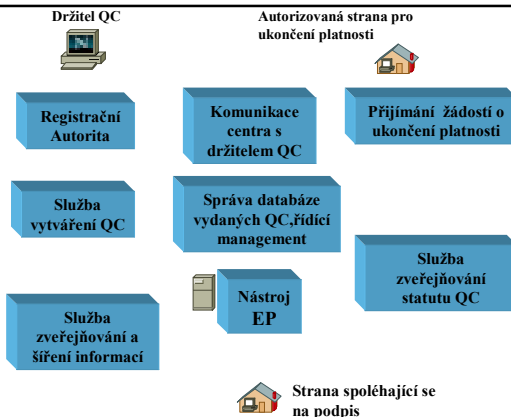 Držitel QC
Autorizovaná strana pro
ukončení platnosti
Registrační
Autorita
Komunikace
centra s
držitelem QC
Přijímání žádostí o
ukončení platnosti
Služba
vytváření QC
Správa databáze
vydaných QC,řídící
management
Služba
zveřejňování
statutu QC
Nástroj
EP
Služba
zveřejňování a
šíření informací
Strana spoléhající se
na podpis